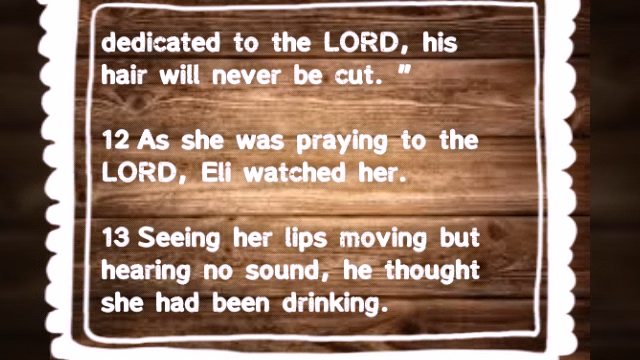 dedicated to the LORD, his
hair will never be cut. ”
12 As she was praying to the
LORD, Eli watched her.
13 Seeing her lips moving but
hearing no sound, he thought
she had been drinking.